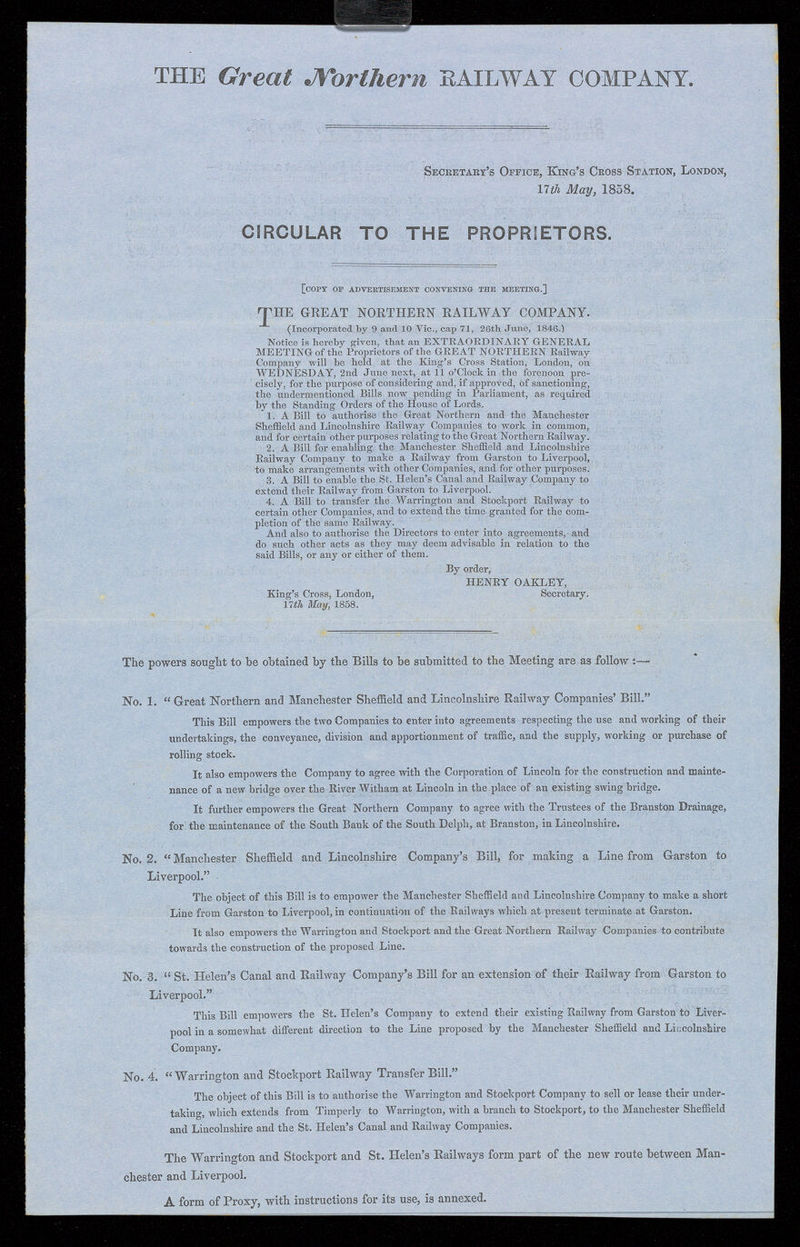 THE Great Northern RAILWAY COMPANY.
SECRETARY'S OFFICE, KING'S CROSS STATION, LONDON,
17th May, 1858.
CIRCULAR TO THE PROPRIETORS.
[COPY OF ADVERTISEMENT CONVENING THE MEETING.]
THE GREAT NORTHERN RAILWAY COMPANY.
(Incorporated by 9 and 10 Vic., cap 71, 26th June, 1846.)
Notice is hereby given, that an EXTRAORDINARY GENERAL
MEETING of the Proprietors of the GREAT NORTHERN Railway
Company will be held at the King's Cross Station, London, on
WEDNESDAY, 2nd June next, at 11 o'Clock in the forenoon pre-
cisely, for the purpose of considering and, if approved, of sanctioning,
the undermentioned Bills now pending in Parliament, as required
by the Standing Orders of the House of Lords.
1. A Bill to authorise the Great Northern and the Manchester
Sheffield and Lincolnshire Railway Companies to work in common,
and for certain other purposes relating to the Great Northern Railway.
2. A Bill for enabling the Manchester Sheffield and Lincolnshire
Railway Company to make a Railway from Garston to Liverpool,
to make arrangements with other Companies, and for other purposes.
3. A Bill to enable the St. Helen's Canal and Railway Company to
extend their Railway from Garston to Liverpool.
4. A Bill to transfer the Warrington and Stockport Railway to
certain other Companies, and to extend the time granted for the com-
pletion of the same Railway.
And also to authorise the Directors to enter into agreements, and
do such other acts as they may deem advisable in relation to the
said Bills, or any or either of them.
By order,
HENRY OAKLEY,
King's Cross, London, Secretary.
17th May, 1858.
The powers sought to be obtained by the Bills to be submitted to the Meeting are as follow :—
No. 1. "Great Northern and Manchester Sheffield and Lincolnshire Railway Companies' Bill."
This Bill empowers the two Companies to enter into agreements respecting the use and working of their
undertakings, the conveyance, division and apportionment of traffic, and the supply, working or purchase of
rolling stock.
It also empowers the Company to agree with the Corporation of Lincoln for the construction and mainte-
nance of a new bridge over the River Witham at Lincoln in the place of an existing swing bridge.
It further empowers the Great Northern Company to agree with the Trustees of the Branston Drainage,
for the maintenance of the South Bank of the South Delph, at Branston, in Lincolnshire.
No. 2. "Manchester Sheffield and Lincolnshire Company's Bill, for making a Line from Garston to
Liverpool."
The object of this Bill is to empower the Manchester Sheffield and Lincolnshire Company to make a short
Line from Garston to Liverpool, in continuation of the Railways which at present terminate at Garston.
It also empowers the Warrington and Stockport and the Great Northern Railway Companies to contribute
towards the construction of the proposed Line.
No. 3. "St. Helen's Canal and Railway Company's Bill for an extension of their Railway from Garston to
Liverpool."
This Bill empowers the St. Helen's Company to extend their existing Railway from Garston to Liver-
pool in a somewhat different direction to the Line proposed by the Manchester Sheffield and Lincolnshire
Company.
No. 4. "Warrington and Stockport Railway Transfer Bill."
The object of this Bill is to authorise the Warrington and Stockport Company to sell or lease their under-
taking, which extends from Timperly to Warrington, with a branch to Stockport, to the Manchester Sheffield
and Lincolnshire and the St. Helen's Canal and Railway Companies.
The Warrington and Stockport and St. Helen's Railways form part of the new route between Man-
chester and Liverpool.
A form of Proxy, with instructions for its use, is annexed.